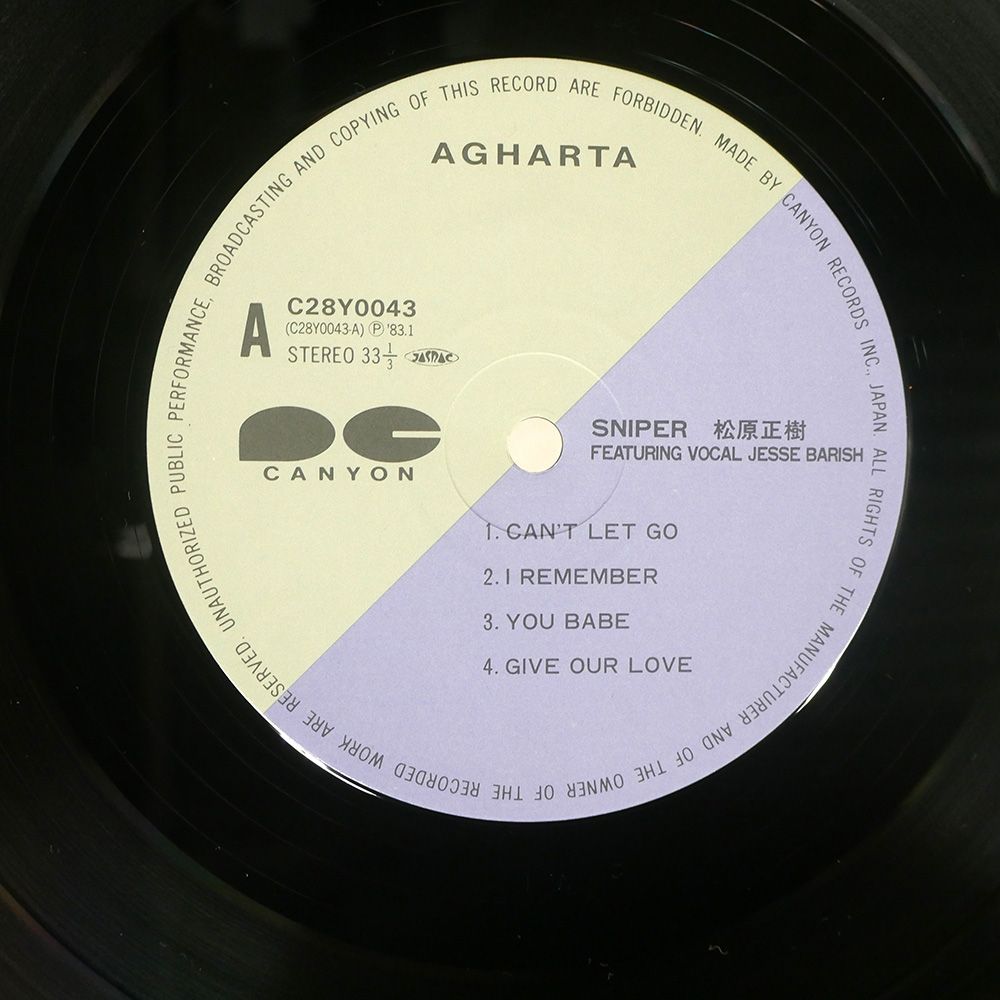 AGHARTA
A
C28Y0043
(C28Y0043-A) Ⓟ '83.1
STEREO 33 1/3 JASRAC
CANYON
SNIPER 松原正樹
FEATURING VOCAL JESSE BARISH
1. CAN'T LET GO
2. I REMEMBER
3. YOU BABE
4. GIVE OUR LOVE
MADE BY CANYON RECORDS INC., JAPAN. ALL RIGHTS OF THE MANUFACTURER AND OF THE OWNER OF THE RECORDED WORK ARE RESERVED. UNAUTHORIZED PUBLIC PERFORMANCE, BROADCASTING AND COPYING OF THIS RECORD ARE FORBIDDEN.